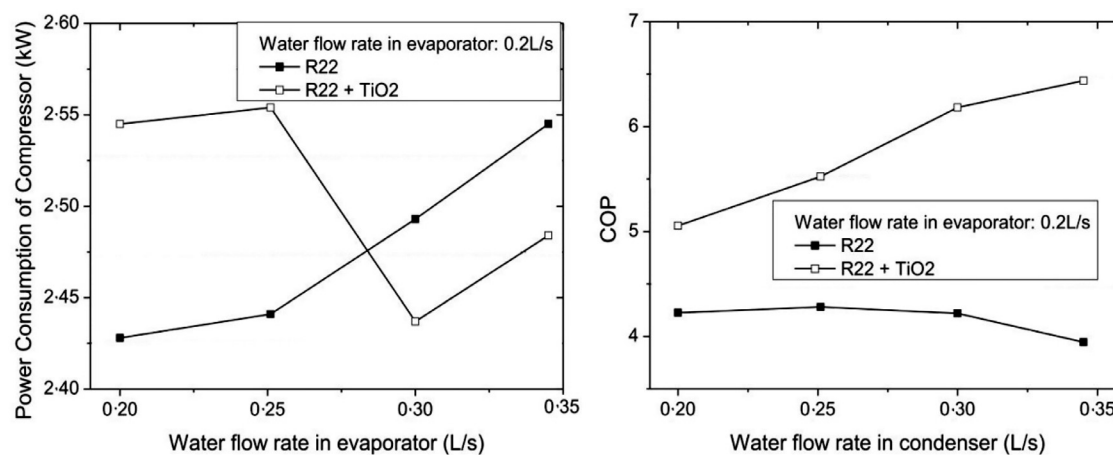 Power Consumption of Compressor (kW)
2·60
2·55
2·50
2·45
2·40
Water flow rate in evaporator: 0.2L/s
R22
R22 + TiO2
0·20 0·25 0·30 0·35
Water flow rate in evaporator (L/s)
COP
7
6
5
4
Water flow rate in evaporator: 0.2L/s
R22
R22 + TiO2
0·20 0·25 0·30 0·35
Water flow rate in condenser (L/s)